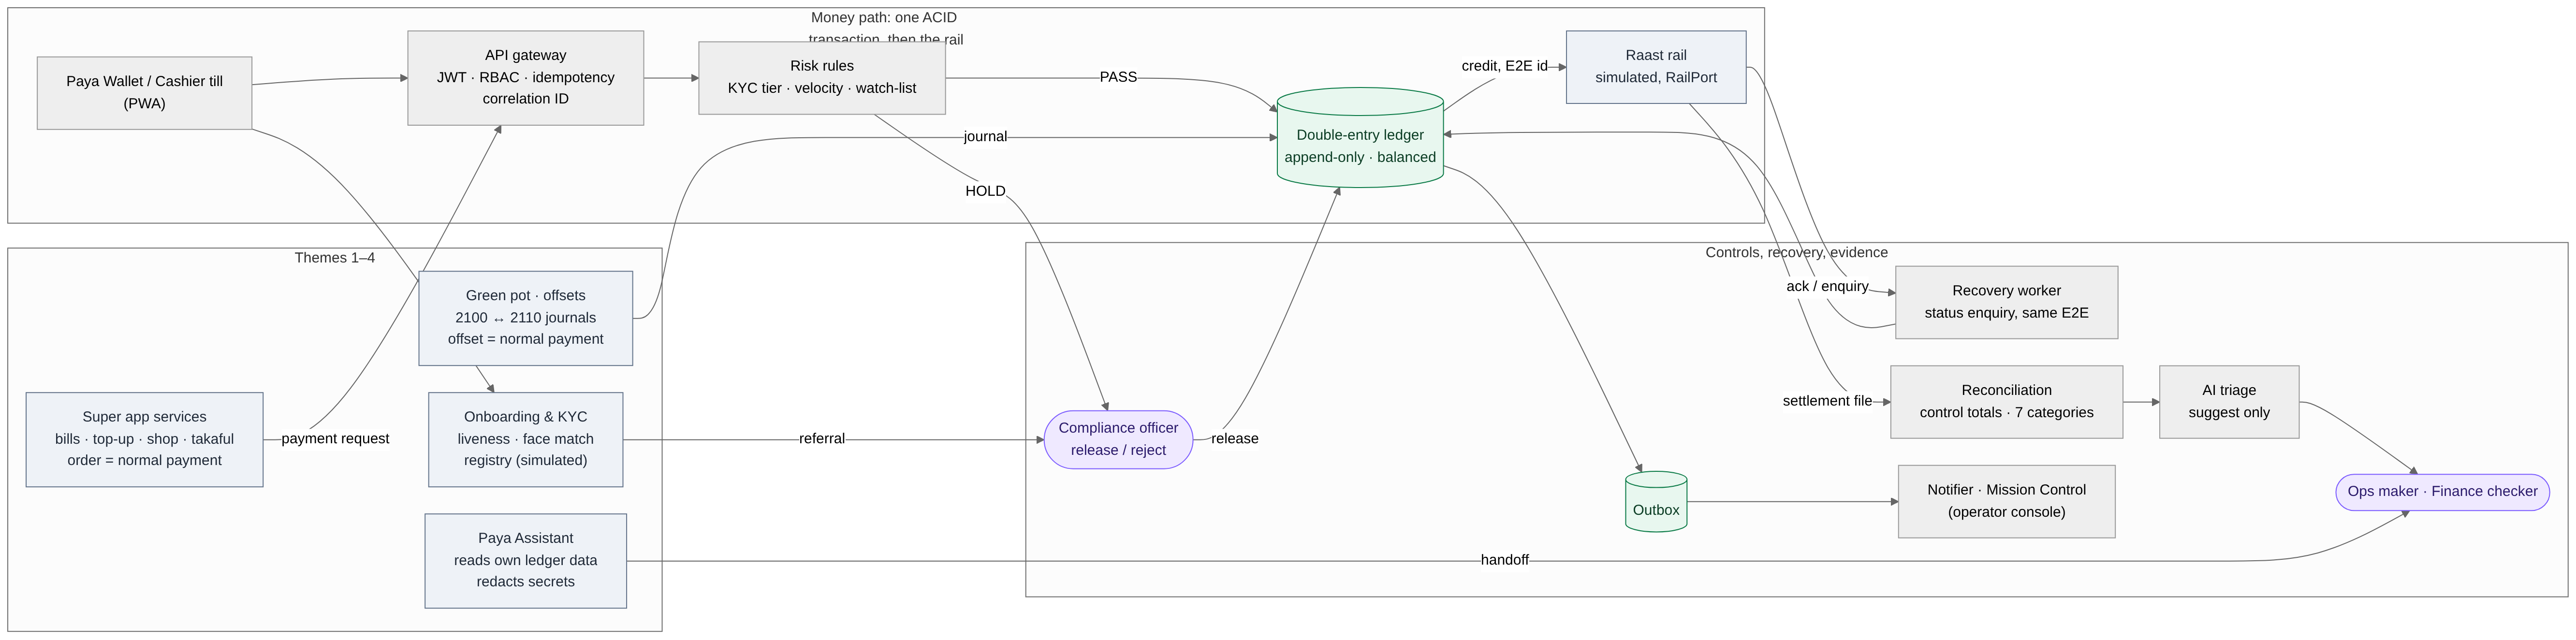 Money path: one ACID
transaction, then the rail
Paya Wallet / Cashier till
(PWA)
API gateway
JWT · RBAC · idempotency
correlation ID
Risk rules
KYC tier · velocity · watch-list
PASS
HOLD
journal
Double-entry ledger
append-only · balanced
credit, E2E id
Raast rail
simulated, RailPort
Themes 1–4
Green pot · offsets
2100 ↔ 2110 journals
offset = normal payment
Super app services
bills · top-up · shop · takaful
order = normal payment
payment request
Onboarding & KYC
liveness · face match
registry (simulated)
referral
Paya Assistant
reads own ledger data
redacts secrets
handoff
Controls, recovery, evidence
Compliance officer
release / reject
release
ack / enquiry
Recovery worker
status enquiry, same E2E
settlement file
Reconciliation
control totals · 7 categories
AI triage
suggest only
Outbox
Notifier · Mission Control
(operator console)
Ops maker · Finance checker